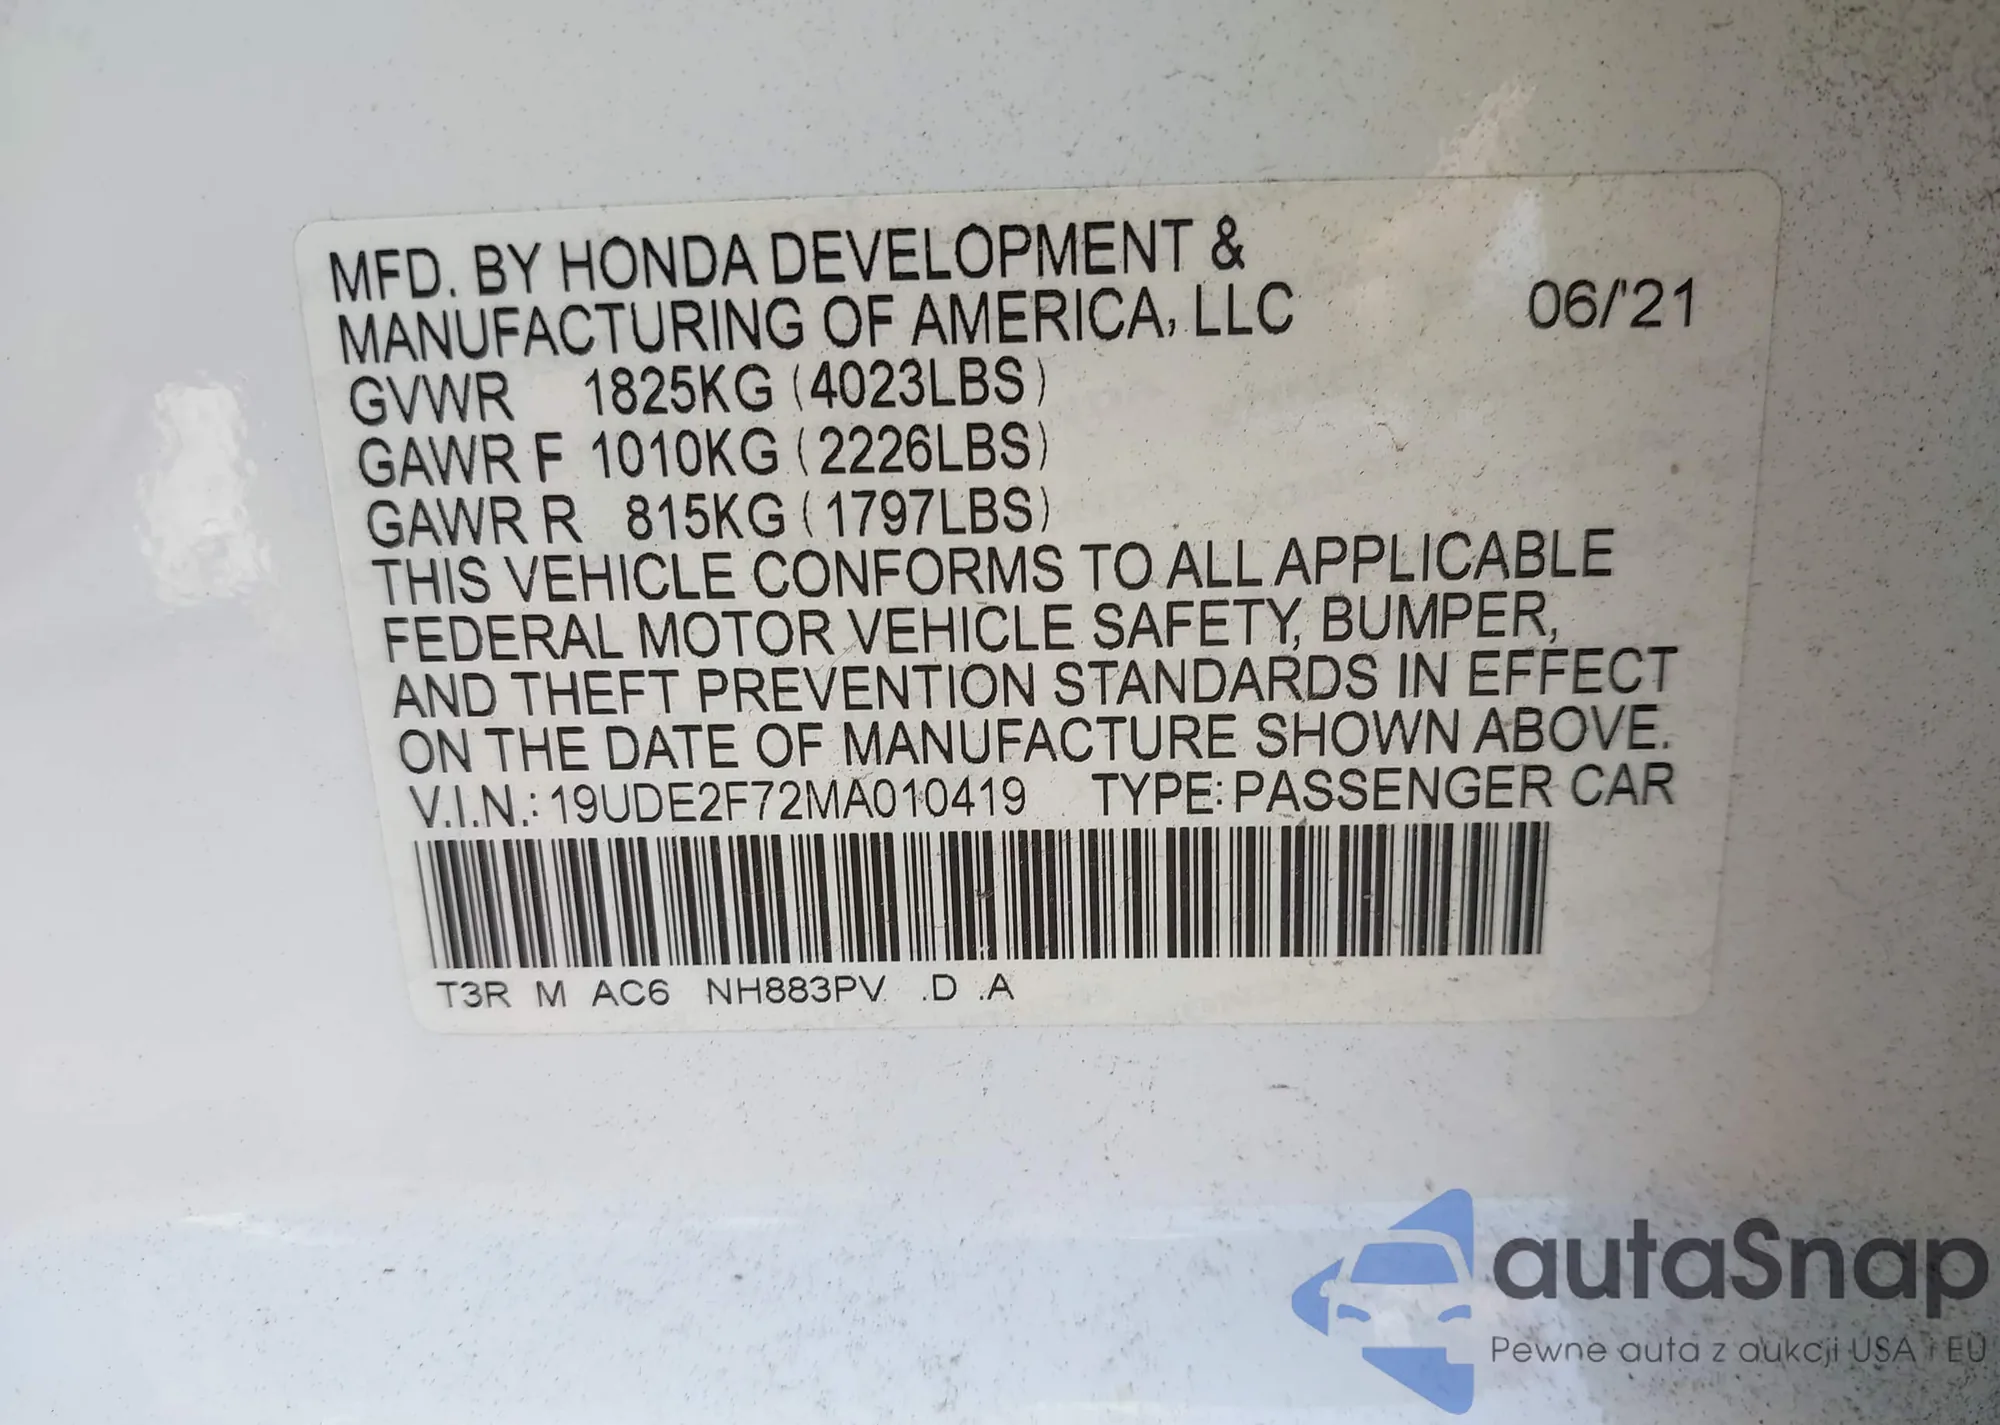 MFD. BY HONDA DEVELOPMENT &
MANUFACTURING OF AMERICA, LLC 06/'21
GVWR 1825KG (4023LBS)
GAWR F 1010KG (2226LBS)
GAWR R 815KG (1797LBS)
THIS VEHICLE CONFORMS TO ALL APPLICABLE
FEDERAL MOTOR VEHICLE SAFETY, BUMPER,
AND THEFT PREVENTION STANDARDS IN EFFECT
ON THE DATE OF MANUFACTURE SHOWN ABOVE.
V.I.N.: 19UDE2F72MA010419 TYPE: PASSENGER CAR
T3R M AC6 NH883PV .D .A
autaSnap
Pewne auta z aukcji USA i EU